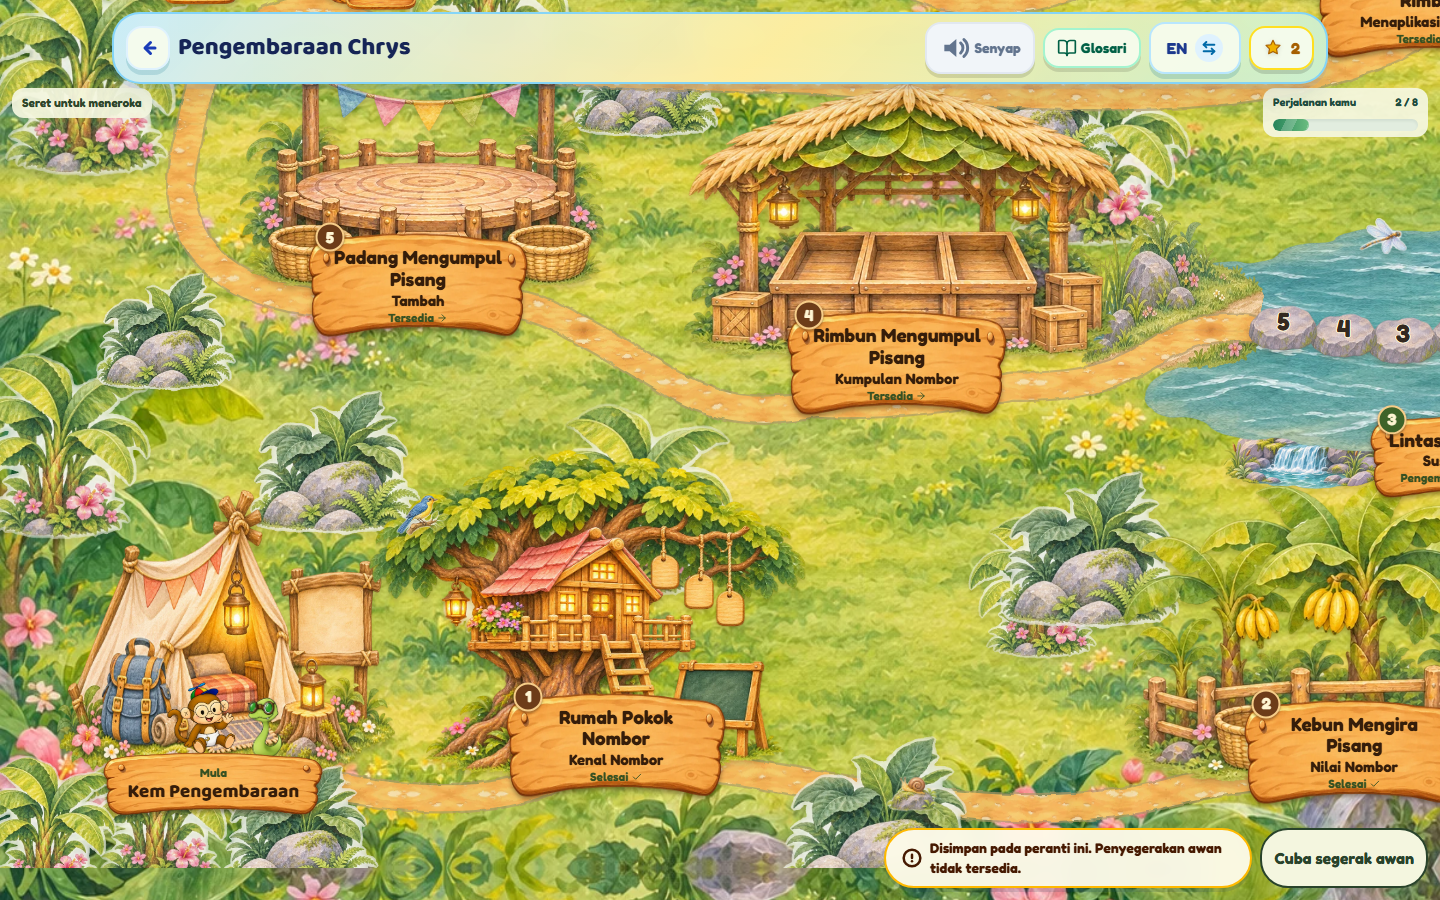 Pengembaraan Chrys
Senyap
Glosari
EN
2
Rimb
Menaplikasi
Tersedia
Seret untuk meneroka
Perjalanan kamu 2 / 8
5
Padang Mengumpul
Pisang
Tambah
Tersedia →
4
Rimbun Mengumpul
Pisang
Kumpulan Nombor
Tersedia →
5 4 3
3
Lintas
Su
Pengem
1
Rumah Pokok
Nombor
Kenal Nombor
Selesai ✓
2
Kebun Mengira
Pisang
Nilai Nombor
Selesai ✓
Mula
Kem Pengembaraan
Disimpan pada peranti ini. Penyegerakan awan
tidak tersedia.
Cuba segerak awan